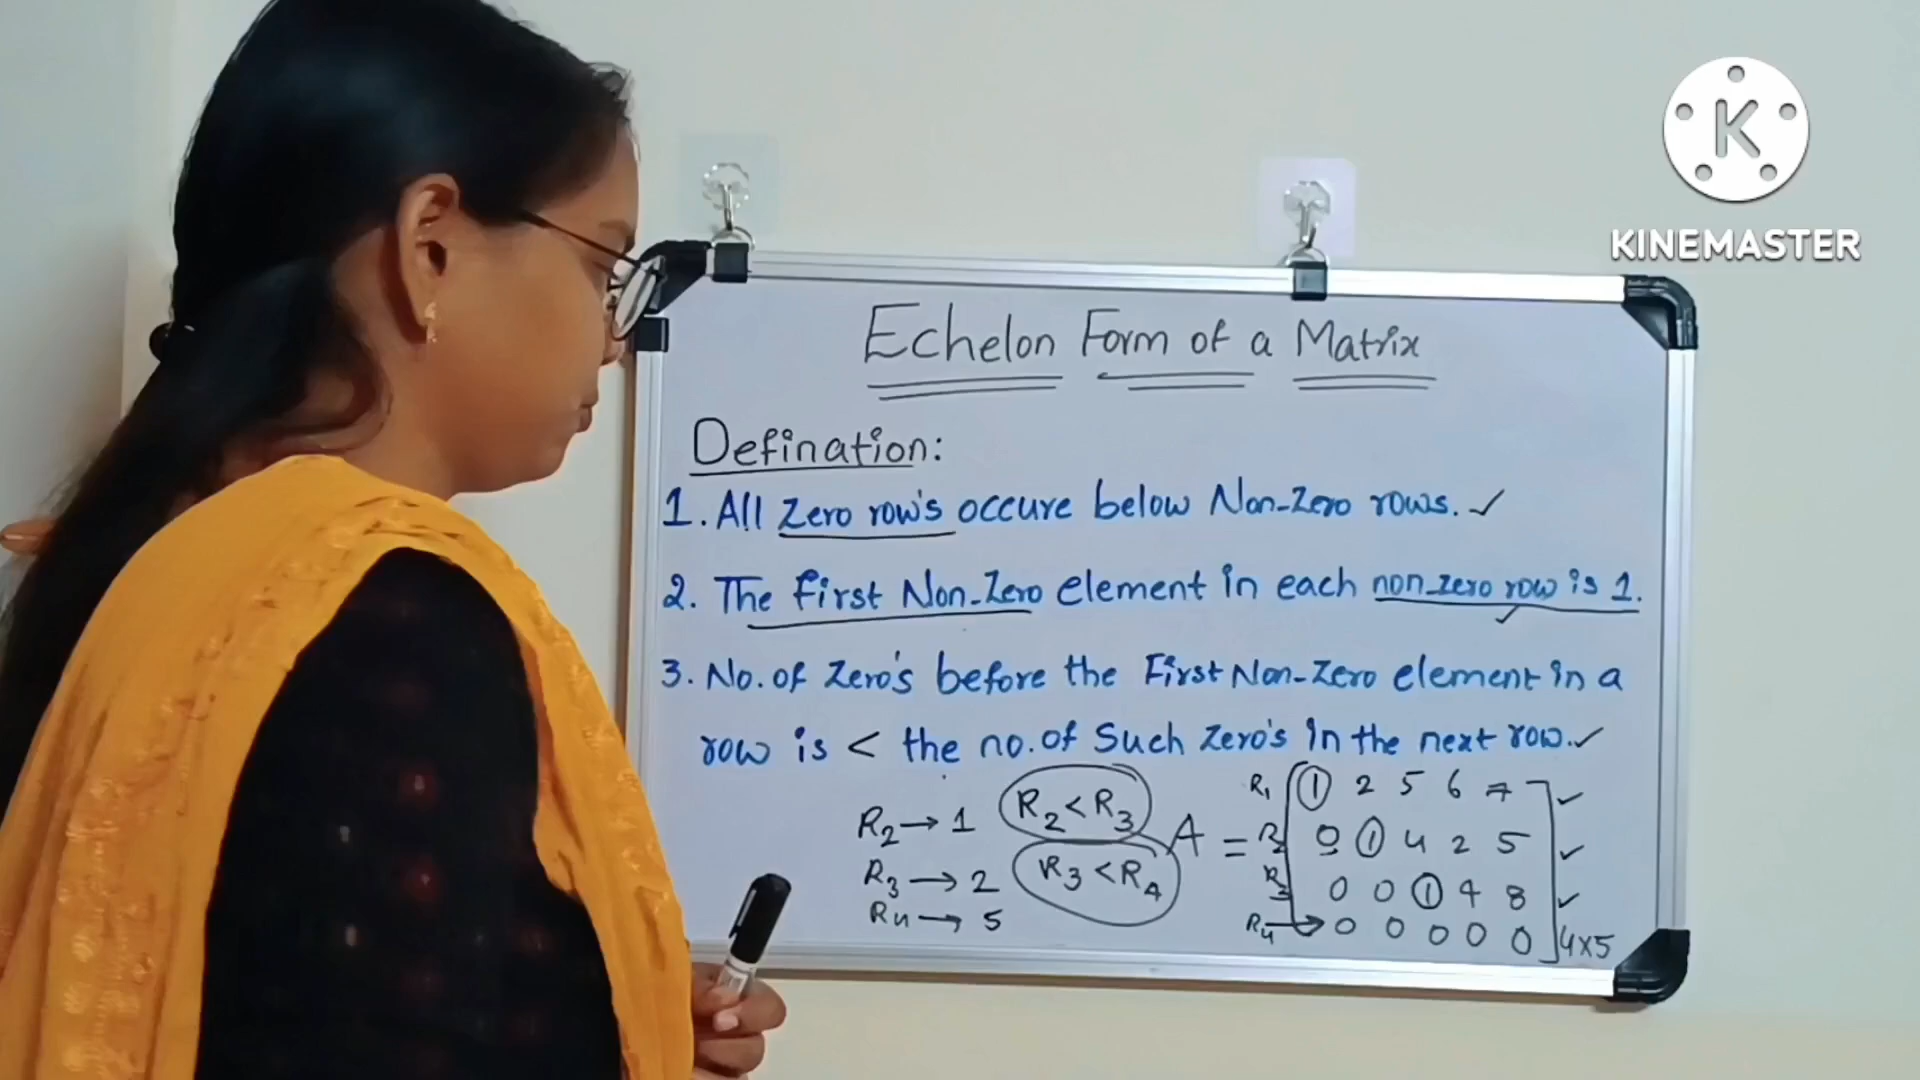 K
KINEMASTER
Echelon Form of a Matrix
Defination:
1. All Zero row's occure below Non-Zero rows. ✓
2. The First Non-Zero element in each non-zero row is 1. ✓
3. No. of Zero's before the First Non-Zero element in a
row is < the no. of Such Zero's in the next row. ✓
R2 → 1 R2 < R3
R3 → 2 R3 < R4
R4 → 5
A =
R1 1 2 5 6 7 ✓
R2 0 1 4 2 5 ✓
R3 0 0 1 4 8 ✓
R4 → 0 0 0 0 0 4×5